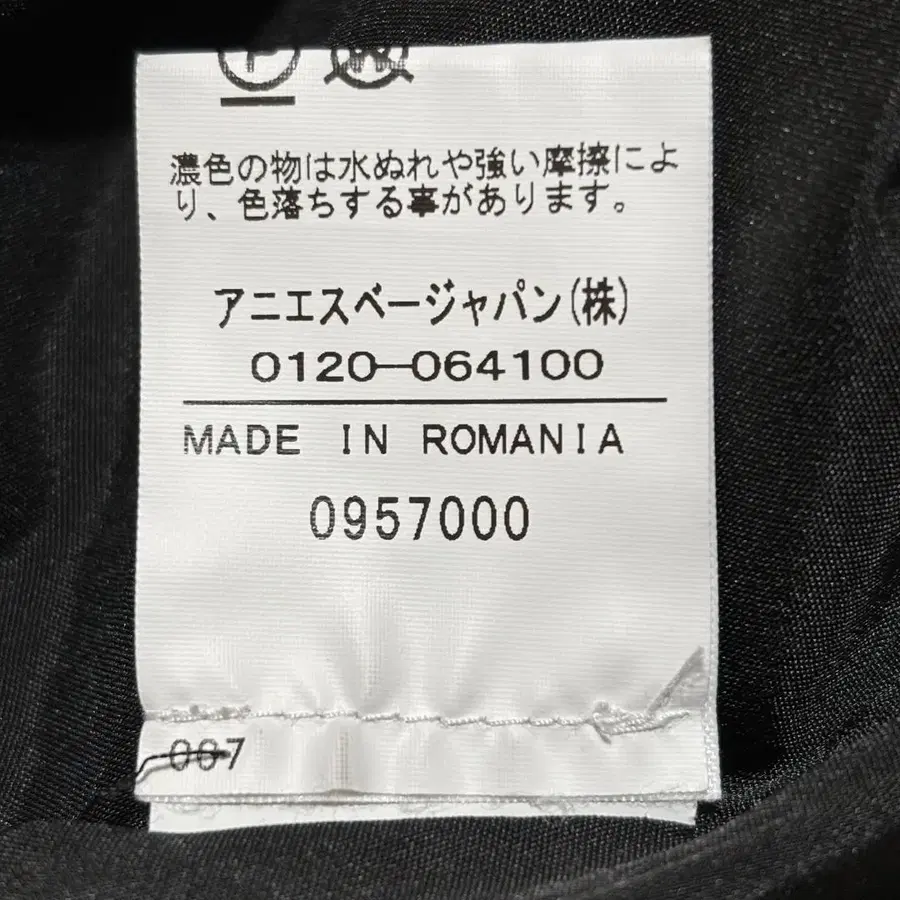 P W
濃色の物は水ぬれや強い摩擦によ
り、色落ちする事があります。
アニエスベージャパン(株)
0120-064100
MADE IN ROMANIA
0957000
007